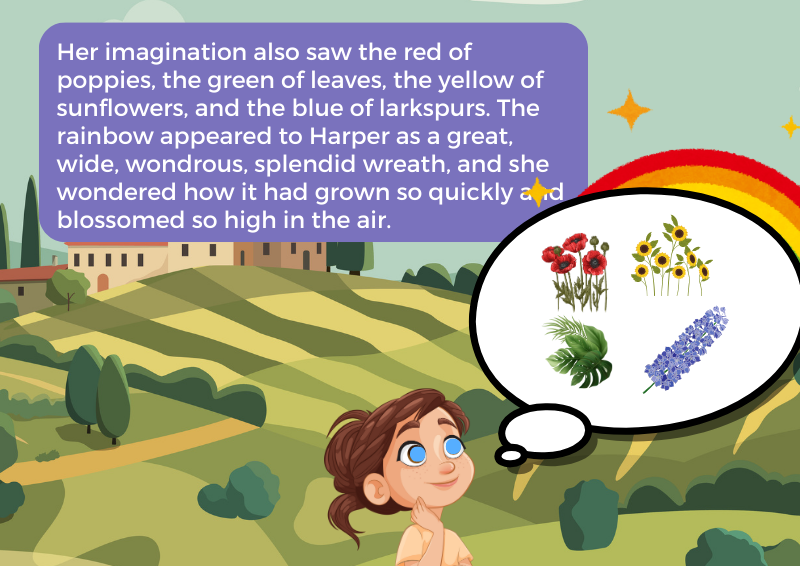 Her imagination also saw the red of
poppies, the green of leaves, the yellow of
sunflowers, and the blue of larkspurs. The
rainbow appeared to Harper as a great,
wide, wondrous, splendid wreath, and she
wondered how it had grown so quickly and
blossomed so high in the air.